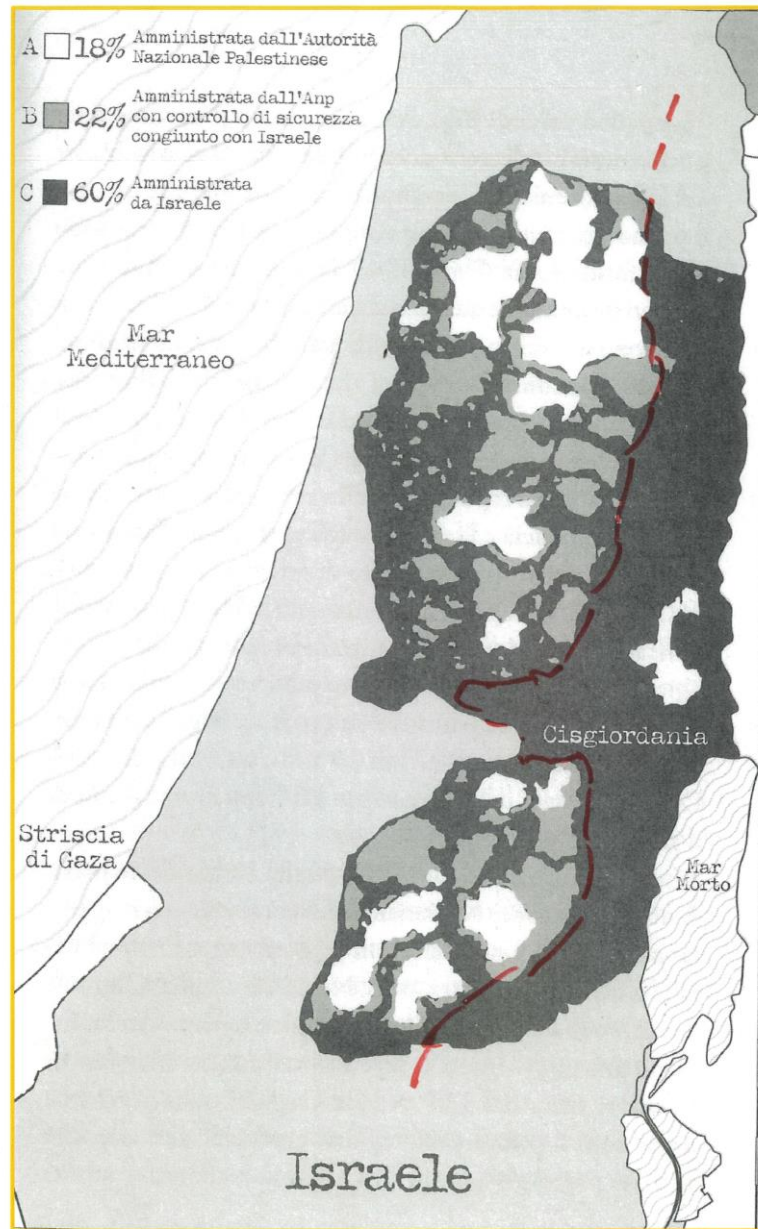 A 18% Amministrata dall'Autorità
Nazionale Palestinese
Amministrata dall'Anp
B 22% con controllo di sicurezza
congiunto con Israele
C 60% Amministrata
da Israele
Mar
Mediterraneo
Cisgiordania
Striscia
di Gaza
Mar
Morto
Israele